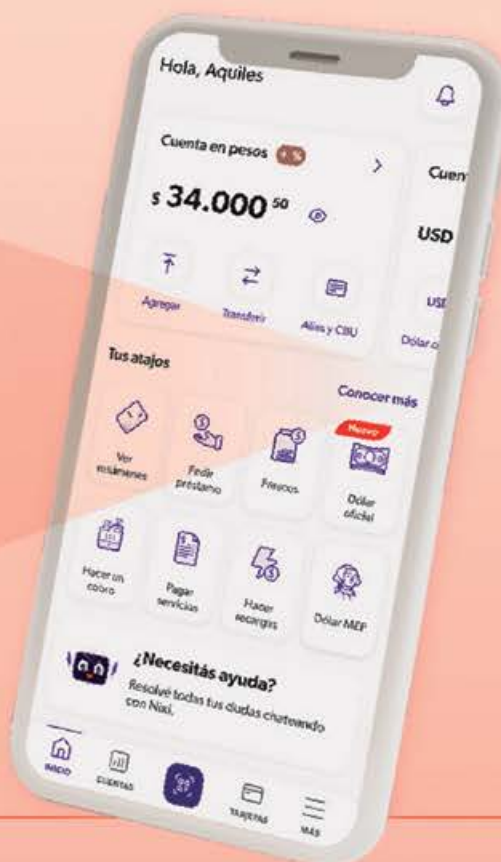 Hola, Aquiles
Cuenta en pesos
$ 34.000 50
Cuen
USD
Agregar
Transferir
Alias y CBU
USD
Dólar o
Tus atajos
Conocer más
Ver resúmenes
Pedir préstamo
Frascos
Nuevo
Dólar oficial
Hacer un cobro
Pagar servicios
Hacer recargas
Dólar MEP
¿Necesitás ayuda?
Resolvé todas tus dudas chateando
con Nixi.
INICIO
CUENTAS
TARJETAS
MÁS